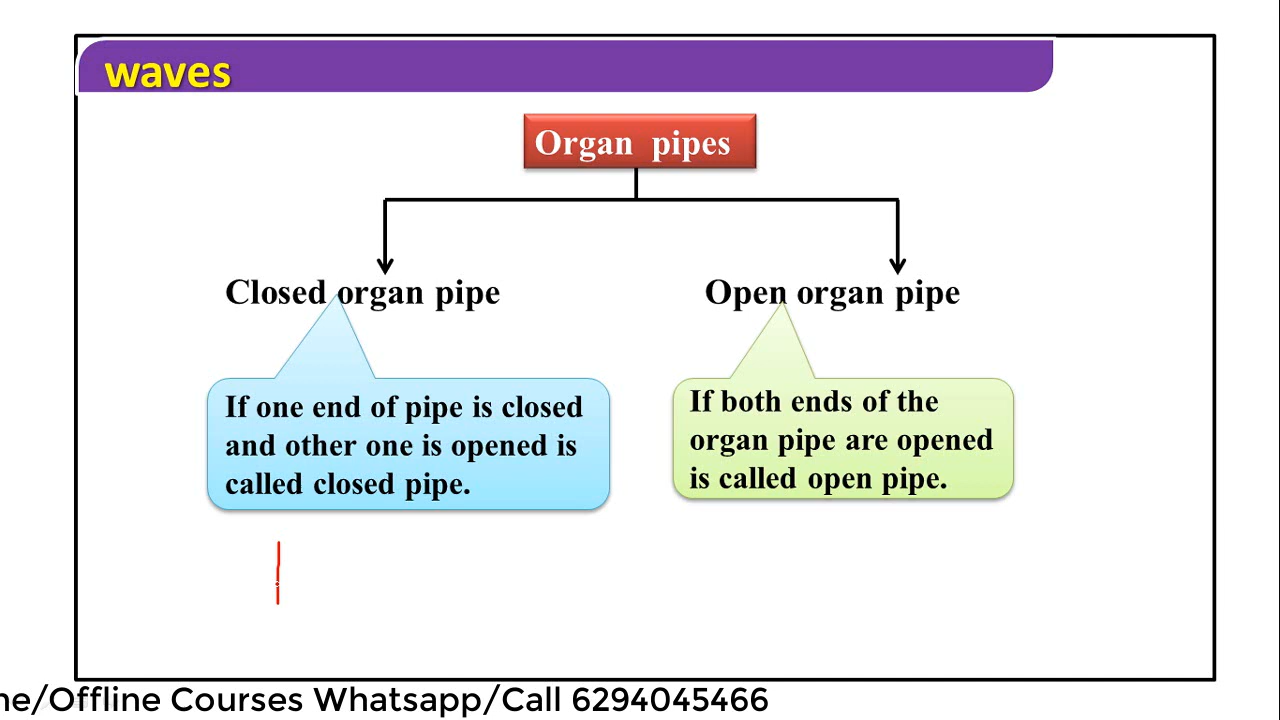 waves
Organ pipes
Closed organ pipe
Open organ pipe
If one end of pipe is closed
and other one is opened is
called closed pipe.
If both ends of the
organ pipe are opened
is called open pipe.
/Offline Courses Whatsapp/Call 6294045466